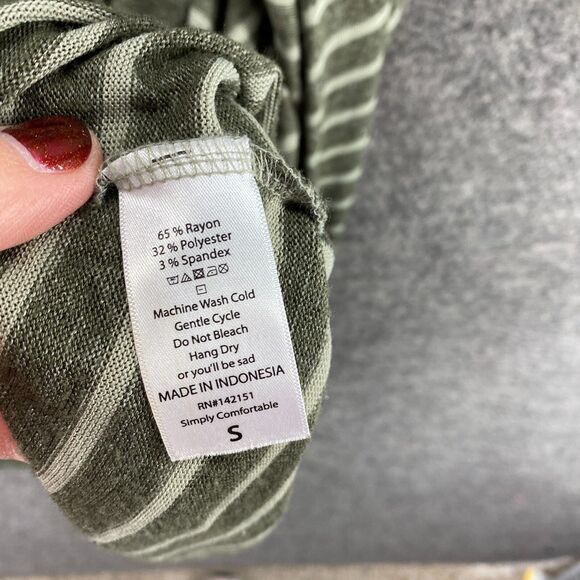 65 % Rayon
32 % Polyester
3 % Spandex
Machine Wash Cold
Gentle Cycle
Do Not Bleach
Hang Dry
or you'll be sad
MADE IN INDONESIA
RN#142151
Simply Comfortable
S